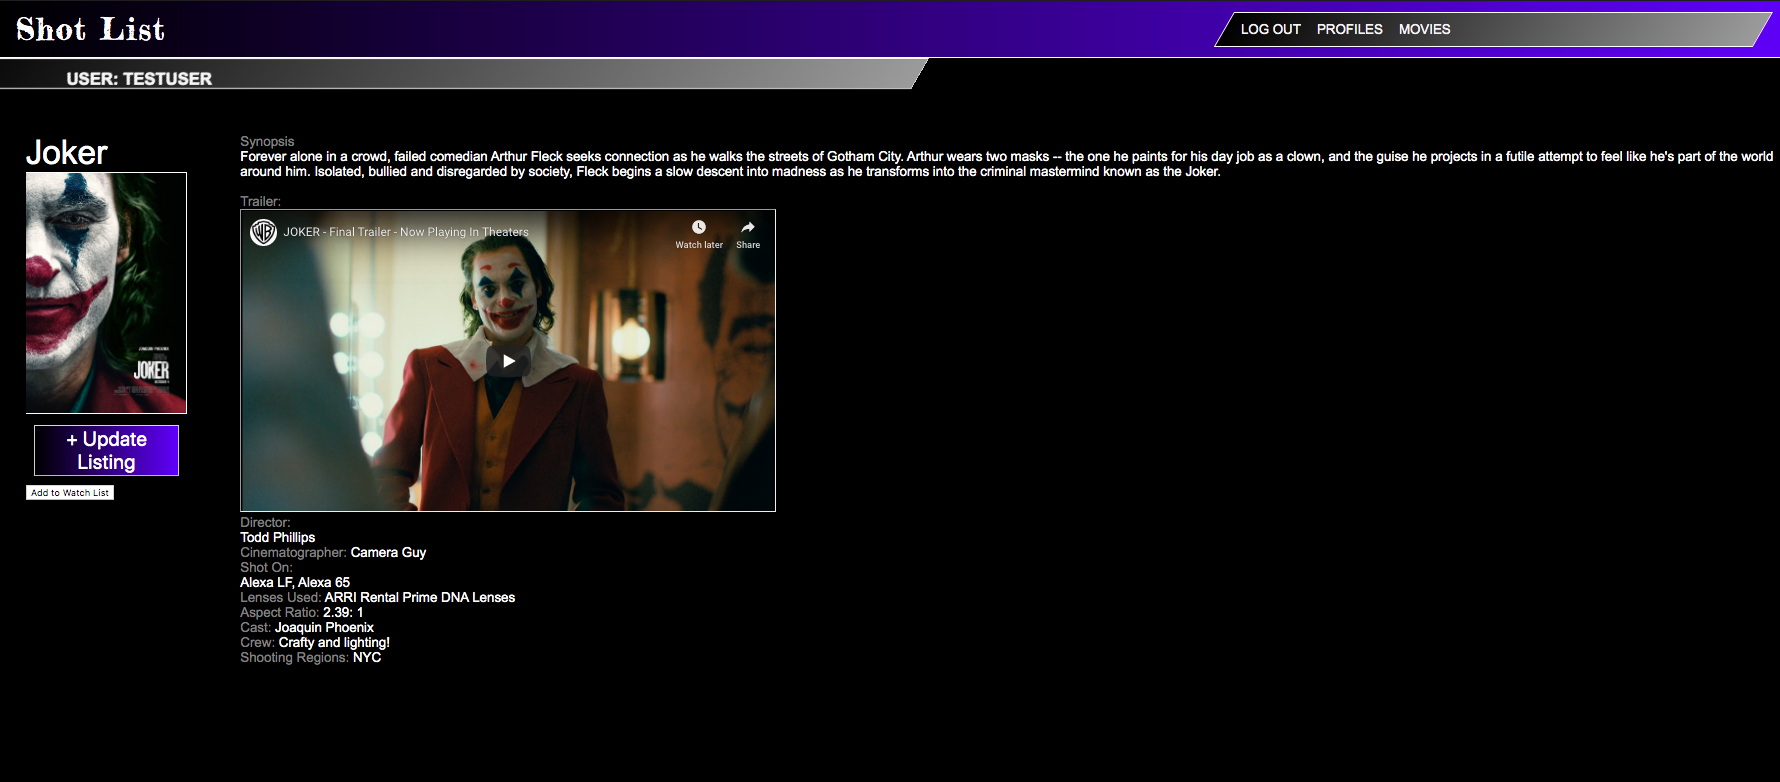 Shot List
LOG OUT PROFILES MOVIES
USER: TESTUSER
Joker
JOKER
+ Update
Listing
Add to Watch List
Synopsis
Forever alone in a crowd, failed comedian Arthur Fleck seeks connection as he walks the streets of Gotham City. Arthur wears two masks -- the one he paints for his day job as a clown, and the guise he projects in a futile attempt to feel like he's part of the world
around him. Isolated, bullied and disregarded by society, Fleck begins a slow descent into madness as he transforms into the criminal mastermind known as the Joker.
Trailer:
JOKER - Final Trailer - Now Playing In Theaters
Watch later Share
Director:
Todd Phillips
Cinematographer: Camera Guy
Shot On:
Alexa LF, Alexa 65
Lenses Used: ARRI Rental Prime DNA Lenses
Aspect Ratio: 2.39: 1
Cast: Joaquin Phoenix
Crew: Crafty and lighting!
Shooting Regions: NYC